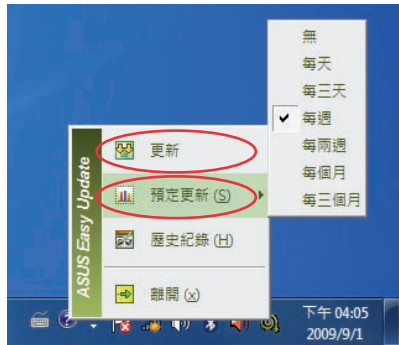 無
每天
每三天
每週
每兩週
每個月
每三個月
ASUS Easy Update
更新
預定更新 (S)
歷史紀錄 (H)
離開 (x)
下午 04:05
2009/9/1